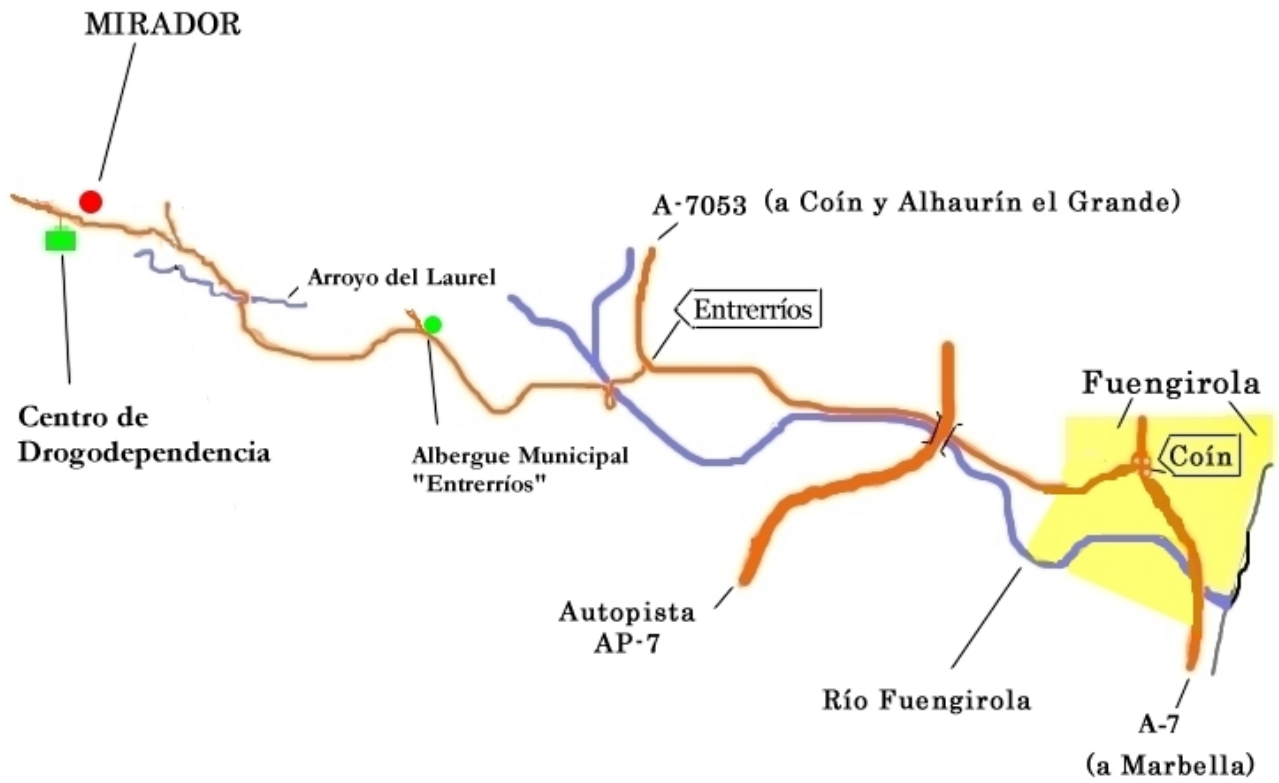 MIRADOR
A-7053 (a Coín y Alhaurín el Grande)
Arroyo del Laurel
Entrerríos
Fuengirola
Coín
Centro de
Drogodependencia
Albergue Municipal
"Entrerríos"
Autopista
AP-7
Río Fuengirola
A-7
(a Marbella)